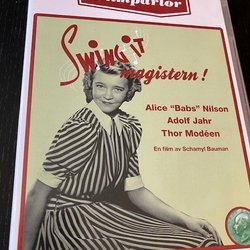 Swing it
magistern!
Alice "Babs" Nilson
Adolf Jahr
Thor Modéen
En film av Schamyl Bauman